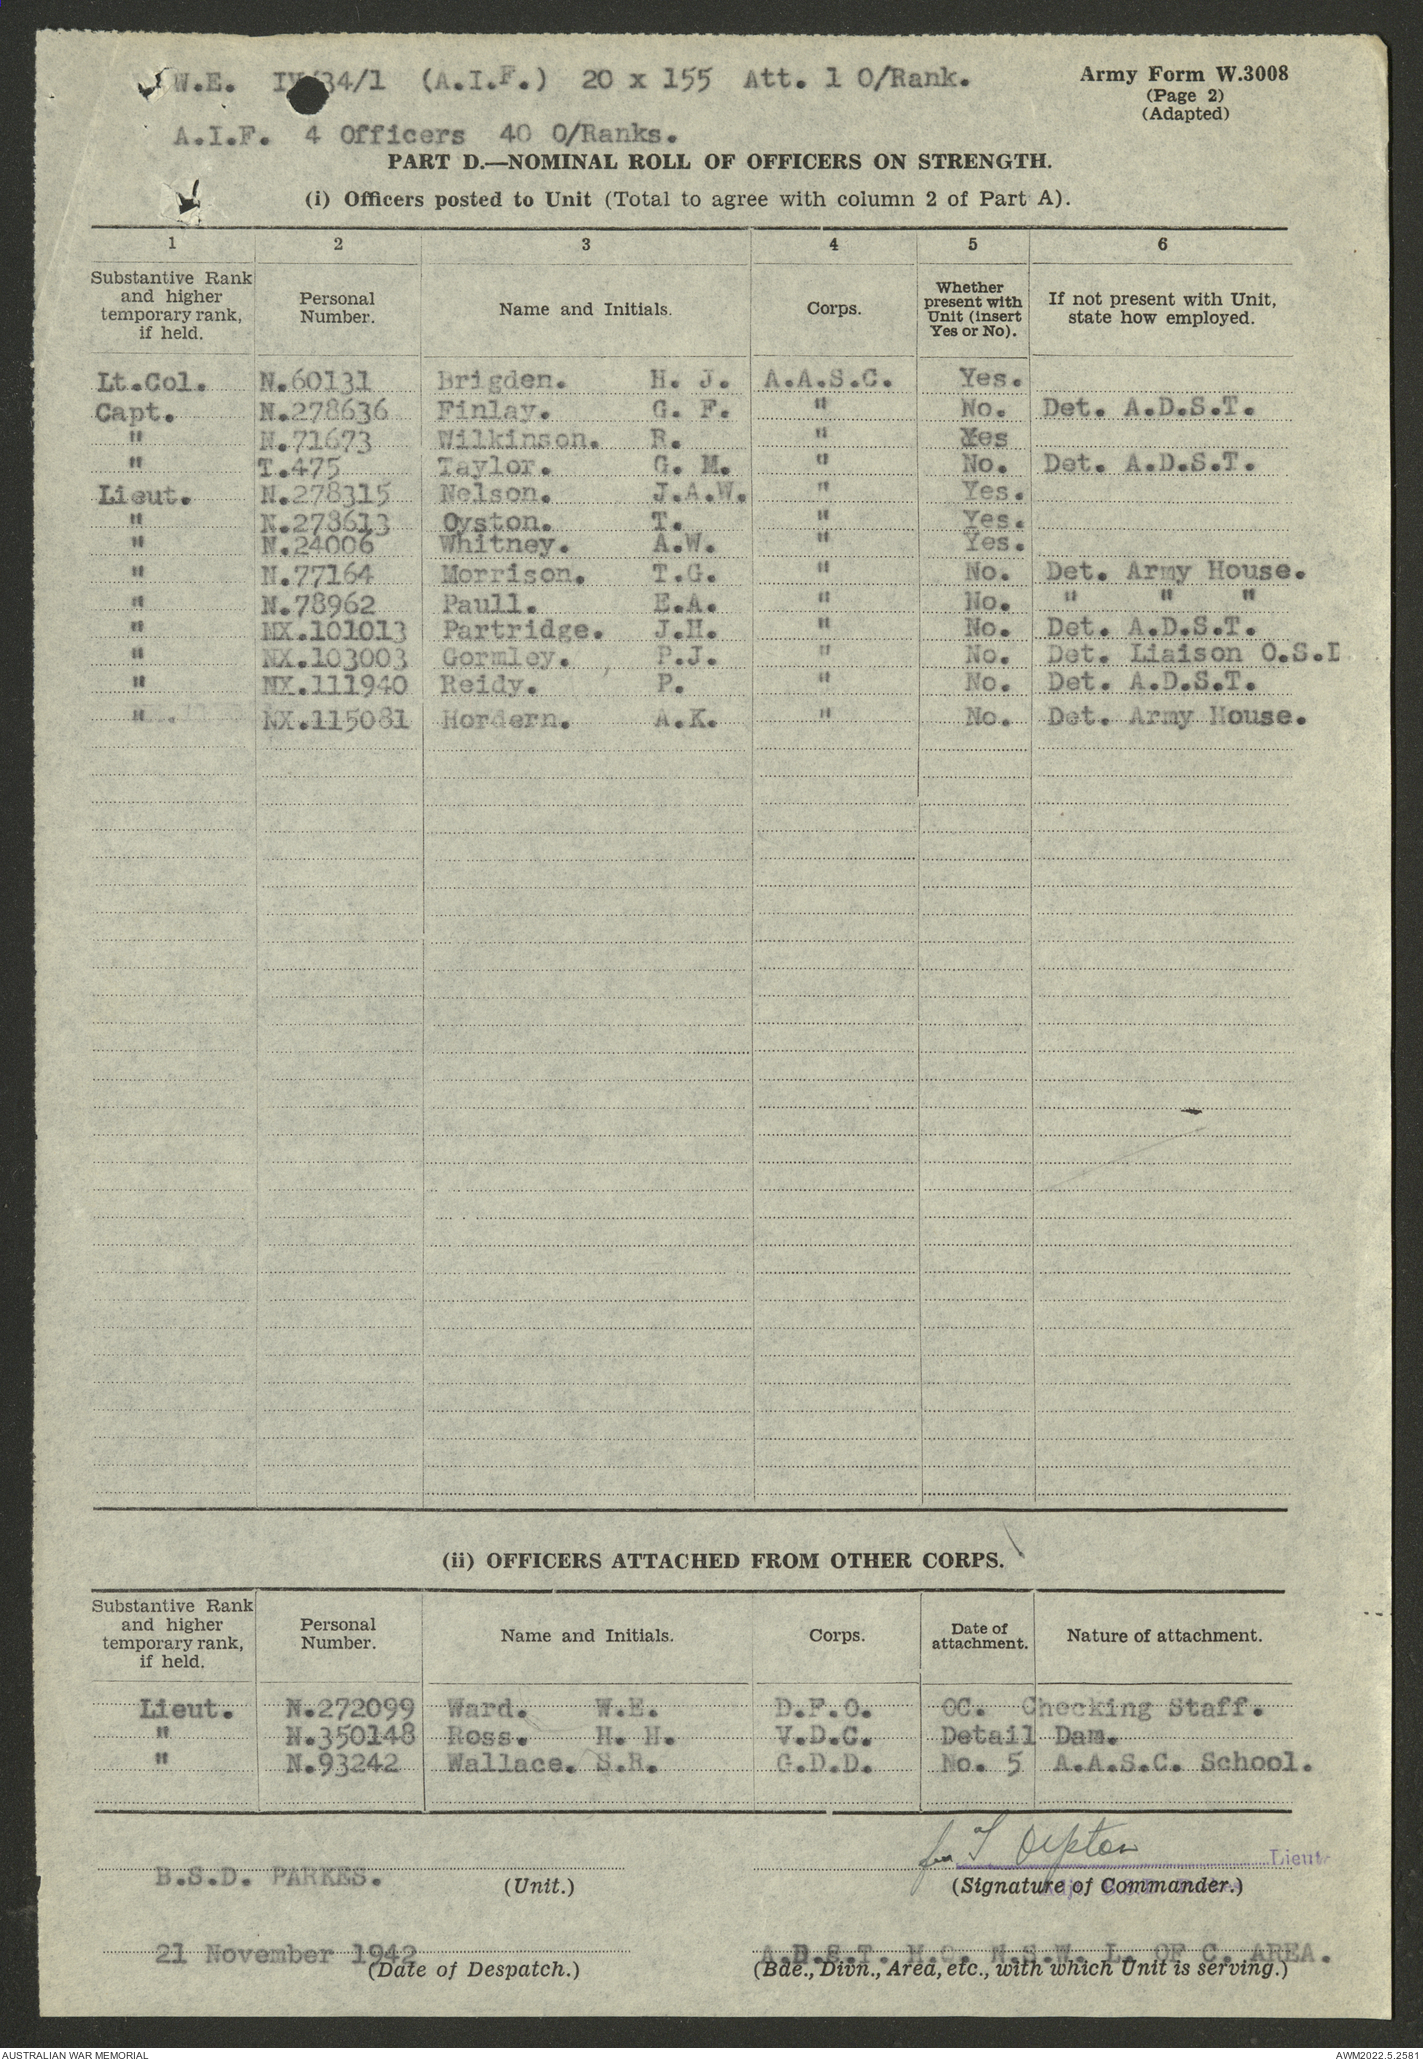 W.E. IV/34/1 (A.I.F.) 20 x 155 Att. 1 O/Rank.
Army Form W.3008
(Page 2)
(Adapted)
A.I.F. 4 Officers 40 O/Ranks.
PART D.—NOMINAL ROLL OF OFFICERS ON STRENGTH.
(i) Officers posted to Unit (Total to agree with column 2 of Part A).
1 2 3 4 5 6
Substantive Rank and higher temporary rank, if held. Personal Number. Name and Initials. Corps. Whether present with Unit (insert Yes or No). If not present with Unit, state how employed.
Lt.Col. N.60131 Brigden. H. J. A.A.S.C. Yes.
Capt. N.278636 Finlay. G. F. " No. Det. A.D.S.T.
" N.71673 Wilkinson. R. " Yes
" T.475 Taylor. G. M. " No. Det. A.D.S.T.
Lieut. N.278315 Nelson. J.A.W. " Yes.
" N.278613 Oyston. T. " Yes.
" N.24006 Whitney. A.W. " Yes.
" N.77164 Morrison. T.G. " No. Det. Army House.
" N.78962 Paull. E.A. " No. " " "
" NX.101013 Partridge. J.H. " No. Det. A.D.S.T.
" NX.103003 Gormley. P.J. " No. Det. Liaison O.S.D
" NX.111940 Reidy. P. " No. Det. A.D.S.T.
" NX.115081 Hordern. A.K. " No. Det. Army House.
(ii) OFFICERS ATTACHED FROM OTHER CORPS.
Substantive Rank and higher temporary rank, if held. Personal Number. Name and Initials. Corps. Date of attachment. Nature of attachment.
Lieut. N.272099 Ward. W.E. D.F.O. OC. Checking Staff.
" N.350148 Ross. H. H. V.D.C. Detail Dam.
" N.93242 Wallace. S.R. G.D.D. No. 5 A.A.S.C. School.
for T Lieut
B.S.D. PARKES. (Unit.) (Signature of Commander.)
21 November 1942 A.D.S.T. H.Q. N.S.W. L. OF C. AREA.
(Date of Despatch.) (Bde., Divn., Area, etc., with which Unit is serving.)
AUSTRALIAN WAR MEMORIAL AWM2022.5.2581